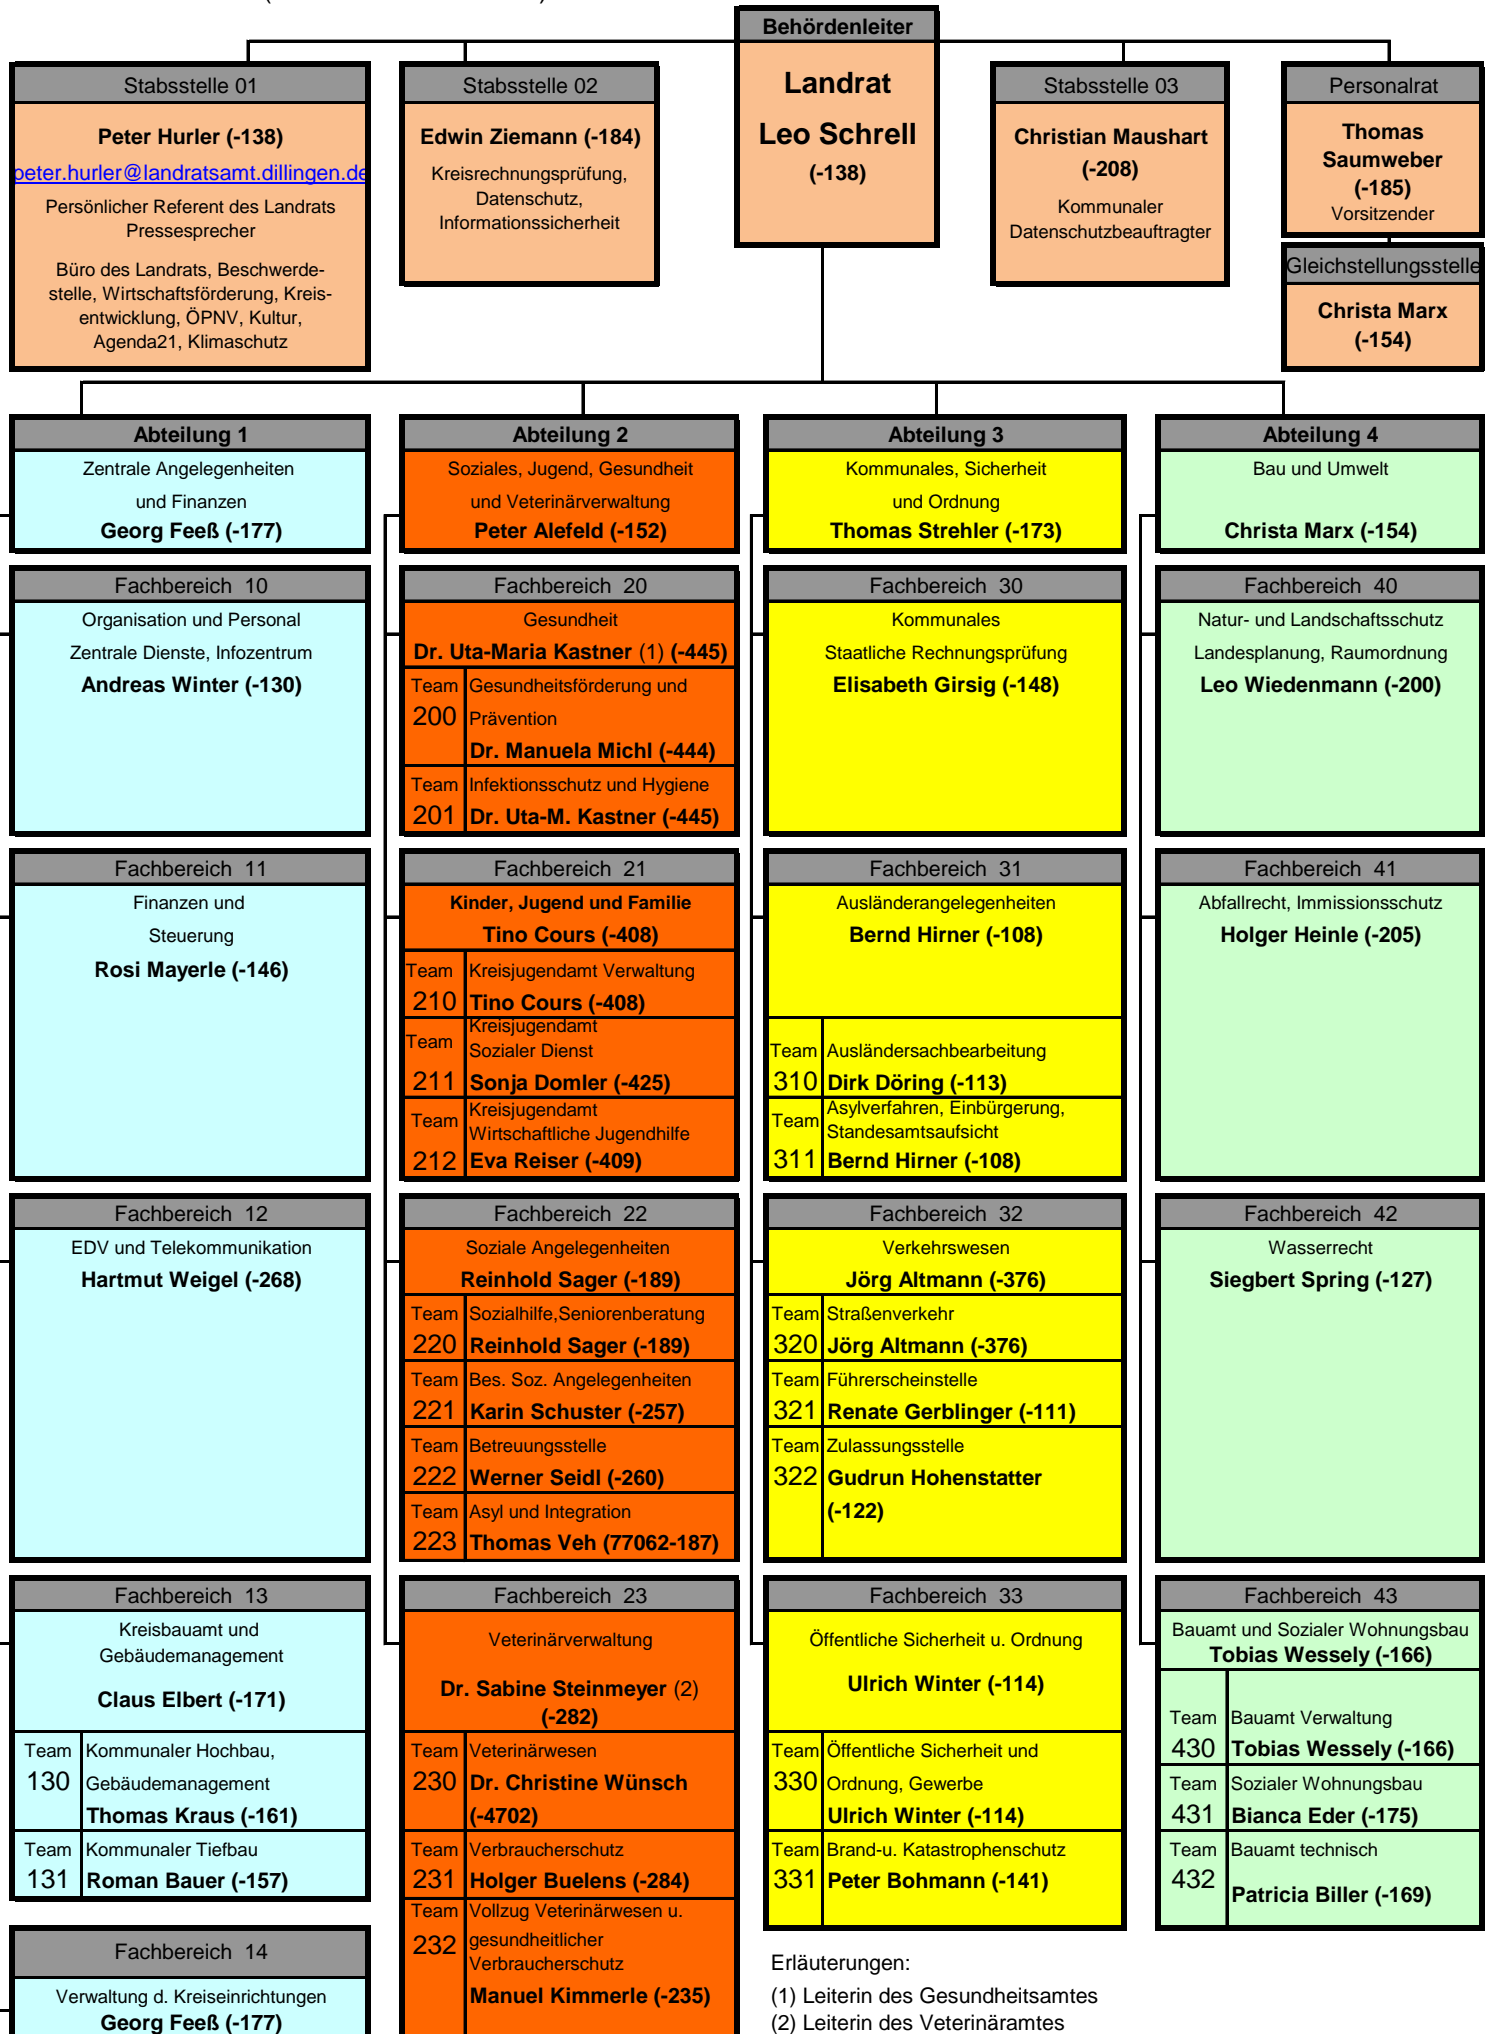 Behördenleiter
Landrat
Leo Schrell
(-138)
Stabsstelle 01
Peter Hurler (-138)
peter.hurler@landratsamt.dillingen.de
Persönlicher Referent des Landrats
Pressesprecher
Büro des Landrats, Beschwerde-
stelle, Wirtschaftsförderung, Kreis-
entwicklung, ÖPNV, Kultur,
Agenda21, Klimaschutz
Stabsstelle 02
Edwin Ziemann (-184)
Kreisrechnungsprüfung,
Datenschutz,
Informationssicherheit
Stabsstelle 03
Christian Maushart
(-208)
Kommunaler
Datenschutzbeauftragter
Personalrat
Thomas
Saumweber
(-185)
Vorsitzender
Gleichstellungsstelle
Christa Marx
(-154)
Abteilung 1
Zentrale Angelegenheiten
und Finanzen
Georg Feeß (-177)
Fachbereich 10
Organisation und Personal
Zentrale Dienste, Infozentrum
Andreas Winter (-130)
Fachbereich 11
Finanzen und
Steuerung
Rosi Mayerle (-146)
Fachbereich 12
EDV und Telekommunikation
Hartmut Weigel (-268)
Fachbereich 13
Kreisbauamt und
Gebäudemanagement
Claus Elbert (-171)
Team Kommunaler Hochbau,
130 Gebäudemanagement
Thomas Kraus (-161)
Team Kommunaler Tiefbau
131 Roman Bauer (-157)
Fachbereich 14
Verwaltung d. Kreiseinrichtungen
Georg Feeß (-177)
Abteilung 2
Soziales, Jugend, Gesundheit
und Veterinärverwaltung
Peter Alefeld (-152)
Fachbereich 20
Gesundheit
Dr. Uta-Maria Kastner (1) (-445)
Team Gesundheitsförderung und
200 Prävention
Dr. Manuela Michl (-444)
Team Infektionsschutz und Hygiene
201 Dr. Uta-M. Kastner (-445)
Fachbereich 21
Kinder, Jugend und Familie
Tino Cours (-408)
Team Kreisjugendamt Verwaltung
210 Tino Cours (-408)
Kreisjugendamt
Team Sozialer Dienst
211 Sonja Domler (-425)
Kreisjugendamt
Team Wirtschaftliche Jugendhilfe
212 Eva Reiser (-409)
Fachbereich 22
Soziale Angelegenheiten
Reinhold Sager (-189)
Team Sozialhilfe,Seniorenberatung
220 Reinhold Sager (-189)
Team Bes. Soz. Angelegenheiten
221 Karin Schuster (-257)
Team Betreuungsstelle
222 Werner Seidl (-260)
Team Asyl und Integration
223 Thomas Veh (77062-187)
Fachbereich 23
Veterinärverwaltung
Dr. Sabine Steinmeyer (2)
(-282)
Team Veterinärwesen
230 Dr. Christine Wünsch
(-4702)
Team Verbraucherschutz
231 Holger Buelens (-284)
Team Vollzug Veterinärwesen u.
232 gesundheitlicher
Verbraucherschutz
Manuel Kimmerle (-235)
Abteilung 3
Kommunales, Sicherheit
und Ordnung
Thomas Strehler (-173)
Fachbereich 30
Kommunales
Staatliche Rechnungsprüfung
Elisabeth Girsig (-148)
Fachbereich 31
Ausländerangelegenheiten
Bernd Hirner (-108)
Team Ausländersachbearbeitung
310 Dirk Döring (-113)
Asylverfahren, Einbürgerung,
Team Standesamtsaufsicht
311 Bernd Hirner (-108)
Fachbereich 32
Verkehrswesen
Jörg Altmann (-376)
Team Straßenverkehr
320 Jörg Altmann (-376)
Team Führerscheinstelle
321 Renate Gerblinger (-111)
Team Zulassungsstelle
322 Gudrun Hohenstatter
(-122)
Fachbereich 33
Öffentliche Sicherheit u. Ordnung
Ulrich Winter (-114)
Team Öffentliche Sicherheit und
330 Ordnung, Gewerbe
Ulrich Winter (-114)
Team Brand-u. Katastrophenschutz
331 Peter Bohmann (-141)
Abteilung 4
Bau und Umwelt
Christa Marx (-154)
Fachbereich 40
Natur- und Landschaftsschutz
Landesplanung, Raumordnung
Leo Wiedenmann (-200)
Fachbereich 41
Abfallrecht, Immissionsschutz
Holger Heinle (-205)
Fachbereich 42
Wasserrecht
Siegbert Spring (-127)
Fachbereich 43
Bauamt und Sozialer Wohnungsbau
Tobias Wessely (-166)
Team Bauamt Verwaltung
430 Tobias Wessely (-166)
Team Sozialer Wohnungsbau
431 Bianca Eder (-175)
Team Bauamt technisch
432 Patricia Biller (-169)
Erläuterungen:
(1) Leiterin des Gesundheitsamtes
(2) Leiterin des Veterinäramtes